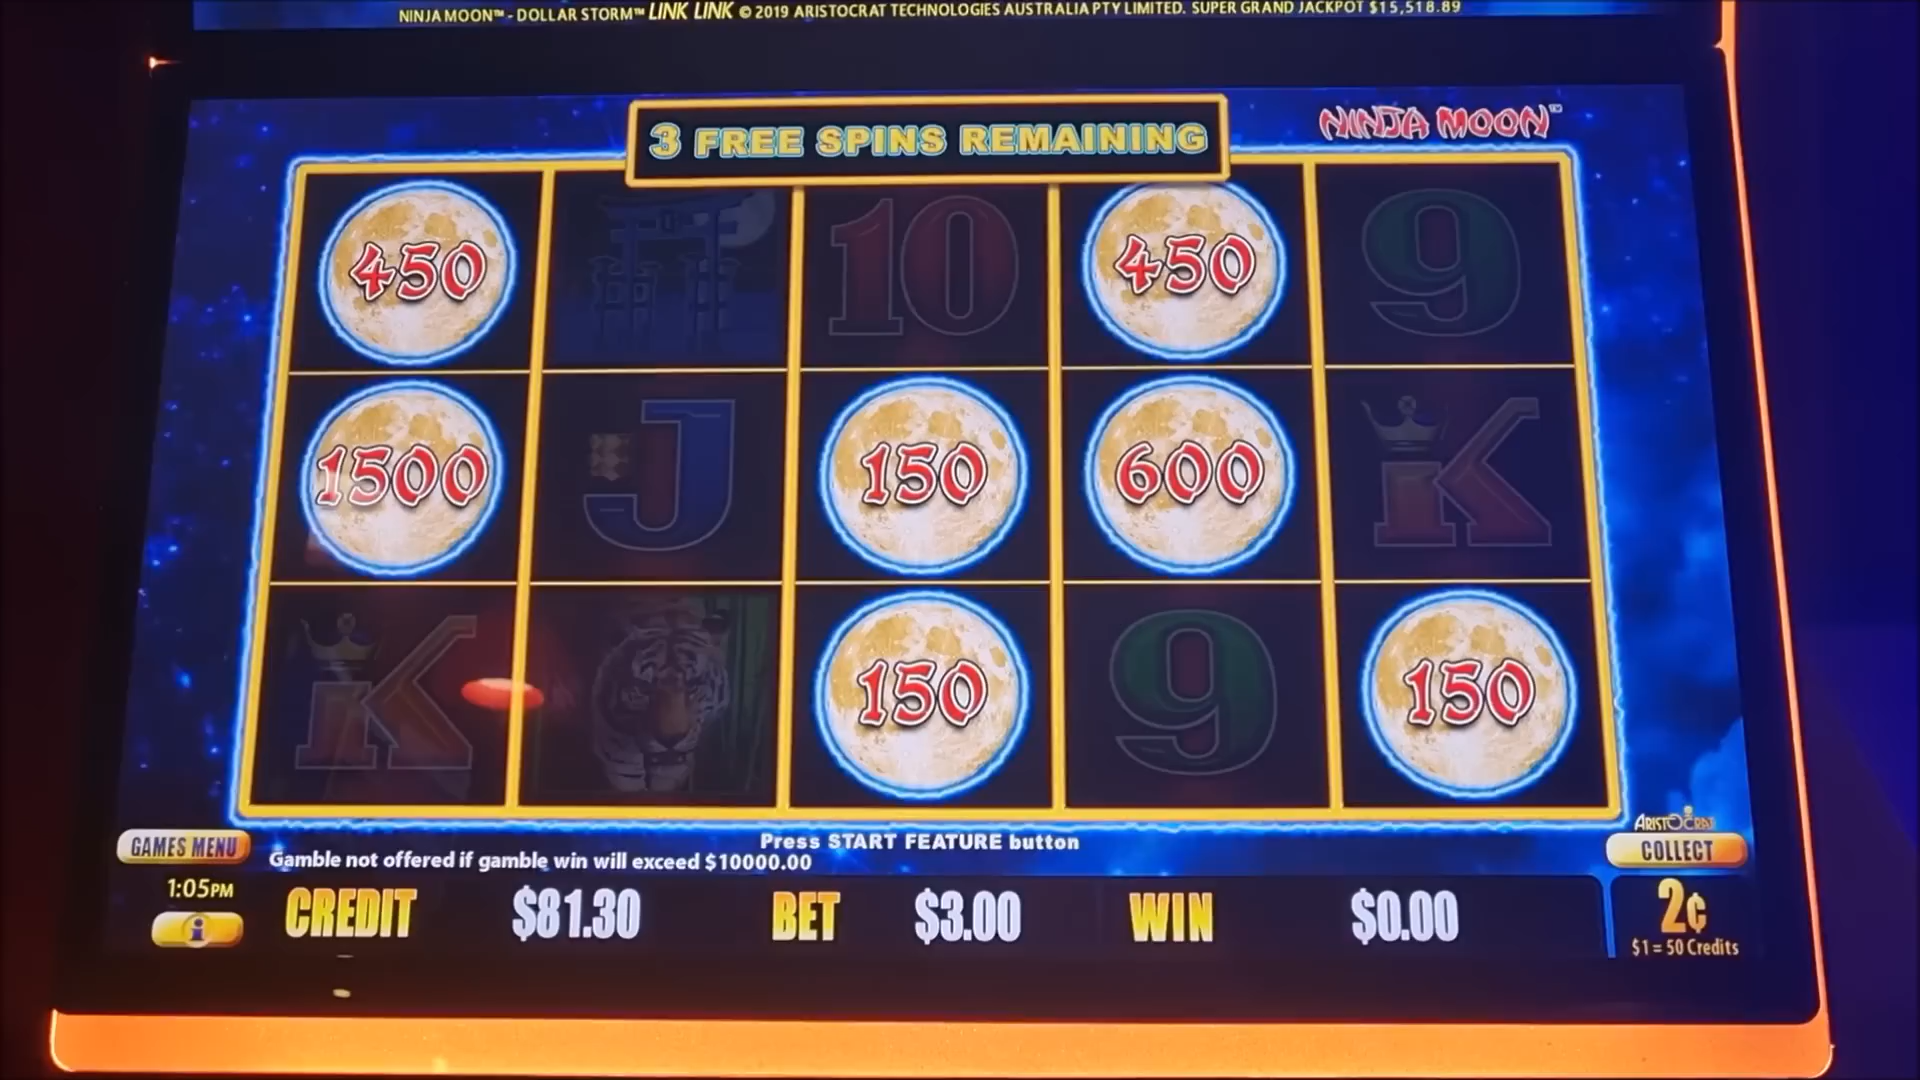 NINJA MOON™ - DOLLAR STORM™ LINK LINK © 2019 ARISTOCRAT TECHNOLOGIES AUSTRALIA PTY LIMITED. SUPER GRAND JACKPOT $15,518.89
3 FREE SPINS REMAINING
NINJA MOON™
450 10 450 9
1500 J 150 600 K
K 150 9 150
Press START FEATURE button
Gamble not offered if gamble win will exceed $10000.00
GAMES MENU
ARISTOCRAT
COLLECT
1:05PM
i
CREDIT $81.30 BET $3.00 WIN $0.00
2¢
$1 = 50 Credits